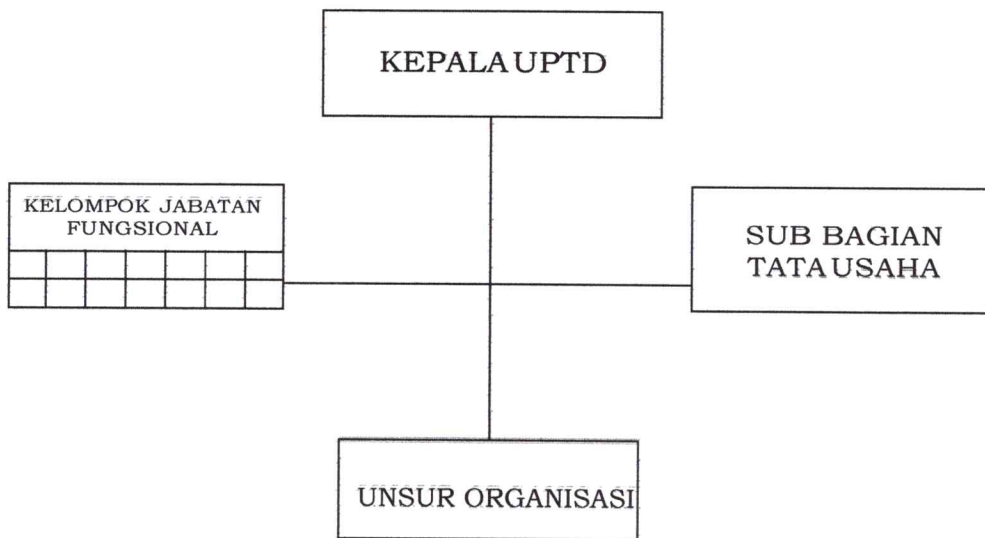 KEPALA UPTD
KELOMPOK JABATAN
FUNGSIONAL
SUB BAGIAN
TATA USAHA
UNSUR ORGANISASI